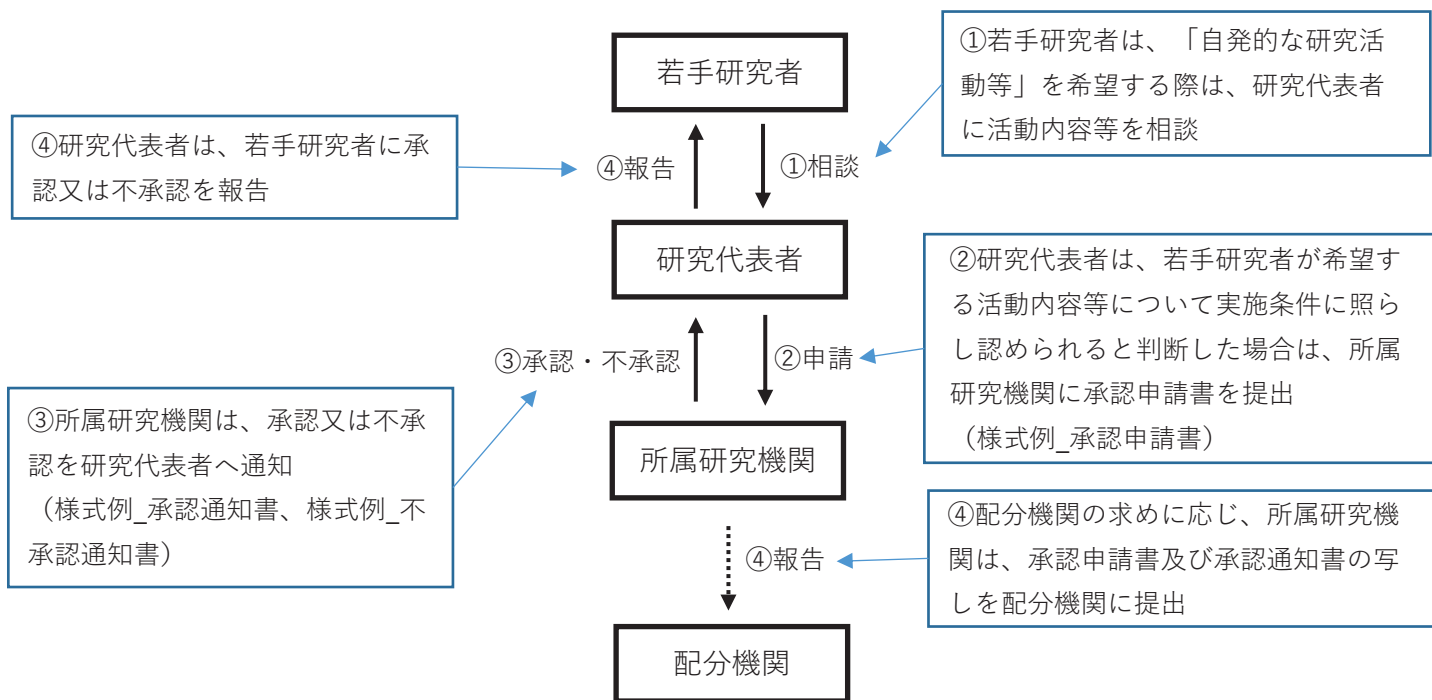 若手研究者
①若手研究者は、「自発的な研究活
動等」を希望する際は、研究代表者
に活動内容等を相談
④研究代表者は、若手研究者に承
認又は不承認を報告
④報告
①相談
研究代表者
②研究代表者は、若手研究者が希望す
る活動内容等について実施条件に照ら
し認められると判断した場合は、所属
研究機関に承認申請書を提出
（様式例_承認申請書）
③承認・不承認
②申請
③所属研究機関は、承認又は不承
認を研究代表者へ通知
（様式例_承認通知書、様式例_不
承認通知書）
所属研究機関
④配分機関の求めに応じ、所属研究機
関は、承認申請書及び承認通知書の写
しを配分機関に提出
④報告
配分機関